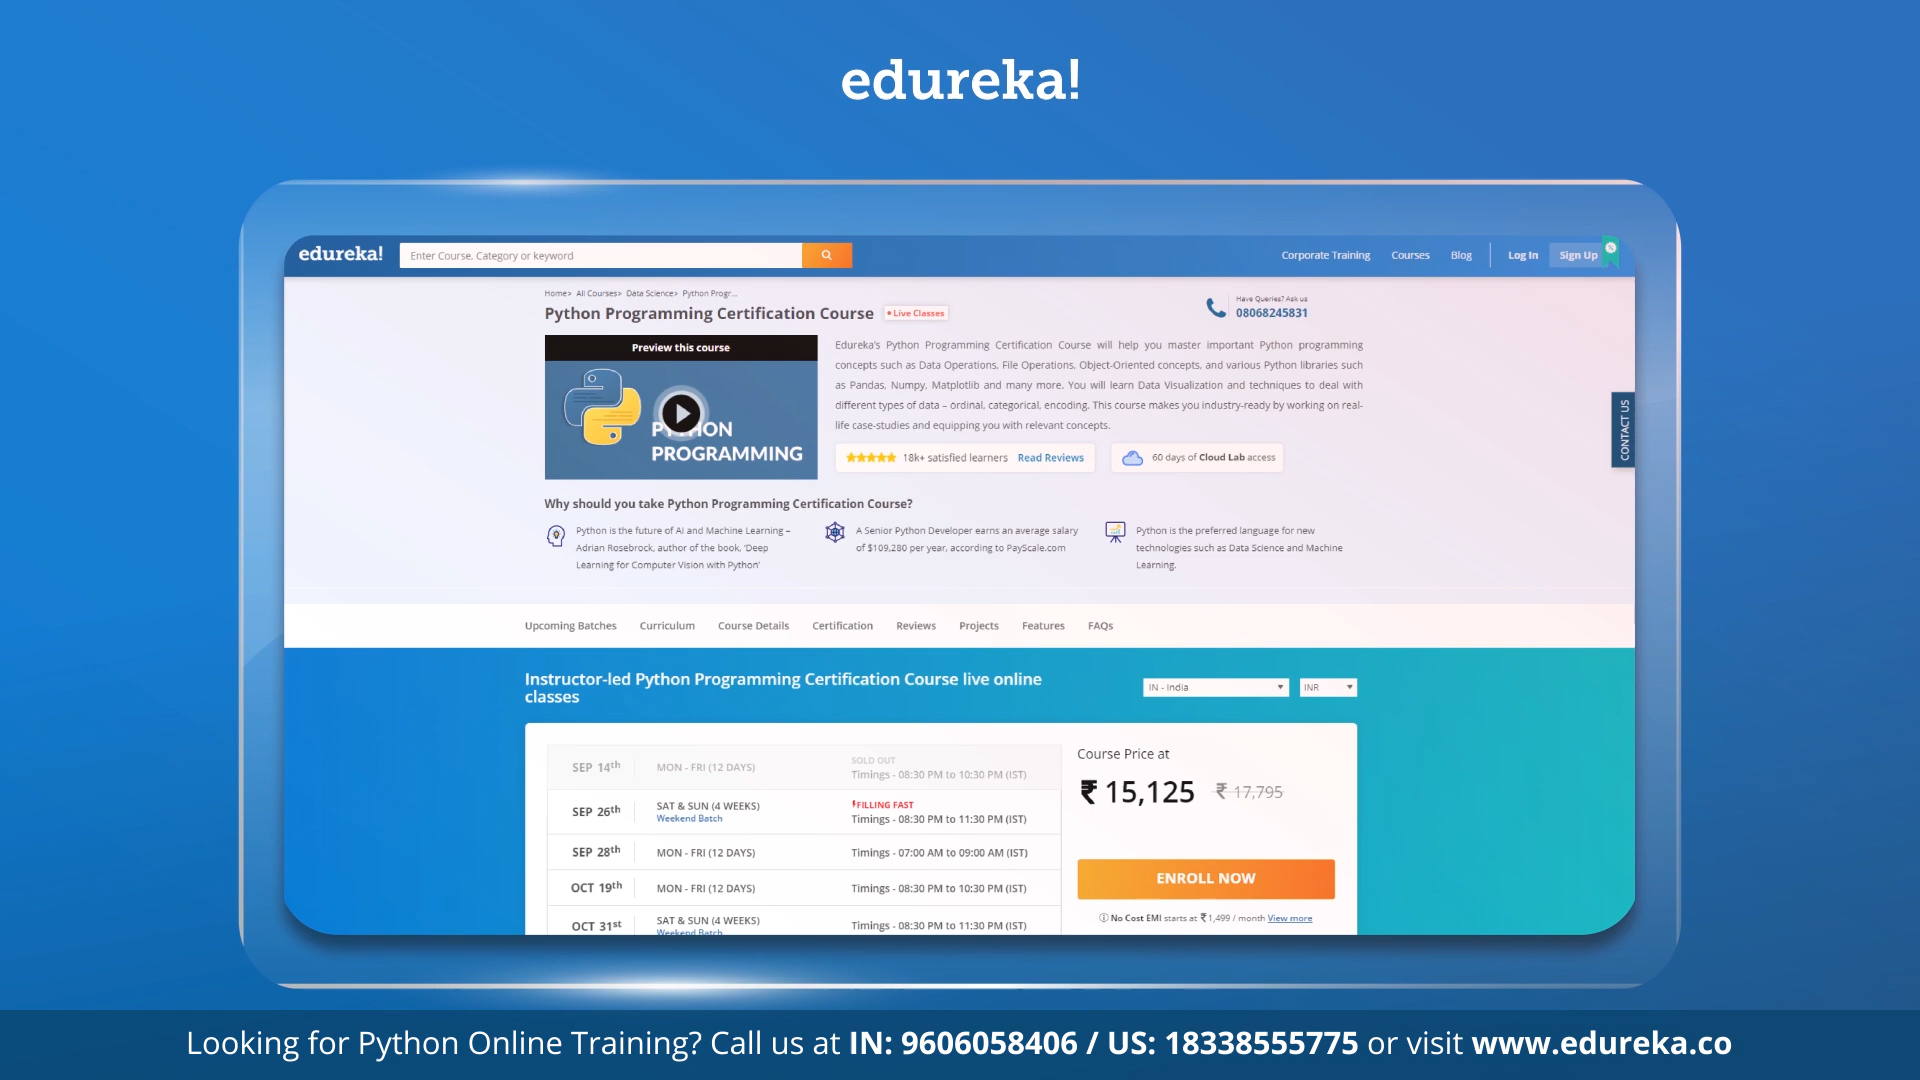 edureka!
edureka!
Enter Course, Category or keyword
Corporate Training
Courses
Blog
Log In
Sign Up
Home> All Courses> Data Science> Python Progr...
Python Programming Certification Course
Live Classes
Have Queries? Ask us
08068245831
Preview this course
PYTHON
PROGRAMMING
Edureka's Python Programming Certification Course will help you master important Python programming
concepts such as Data Operations, File Operations, Object-Oriented concepts, and various Python libraries such
as Pandas, Numpy, Matplotlib and many more. You will learn Data Visualization and techniques to deal with
different types of data – ordinal, categorical, encoding. This course makes you industry-ready by working on real-
life case-studies and equipping you with relevant concepts.
18k+ satisfied learners Read Reviews
60 days of Cloud Lab access
CONTACT US
Why should you take Python Programming Certification Course?
Python is the future of AI and Machine Learning –
Adrian Rosebrock, author of the book, 'Deep
Learning for Computer Vision with Python'
A Senior Python Developer earns an average salary
of $109,280 per year, according to PayScale.com
Python is the preferred language for new
technologies such as Data Science and Machine
Learning.
Upcoming Batches
Curriculum
Course Details
Certification
Reviews
Projects
Features
FAQs
Instructor-led Python Programming Certification Course live online
classes
IN - India
INR
SEP 14th
MON - FRI (12 DAYS)
SOLD OUT
Timings - 08:30 PM to 10:30 PM (IST)
SEP 26th
SAT & SUN (4 WEEKS)
Weekend Batch
FILLING FAST
Timings - 08:30 PM to 11:30 PM (IST)
SEP 28th
MON - FRI (12 DAYS)
Timings - 07:00 AM to 09:00 AM (IST)
OCT 19th
MON - FRI (12 DAYS)
Timings - 08:30 PM to 10:30 PM (IST)
OCT 31st
SAT & SUN (4 WEEKS)
Weekend Batch
Timings - 08:30 PM to 11:30 PM (IST)
Course Price at
₹ 15,125 ₹ 17,795
ENROLL NOW
No Cost EMI starts at ₹1,499 / month View more
Looking for Python Online Training? Call us at IN: 9606058406 / US: 18338555775 or visit www.edureka.co